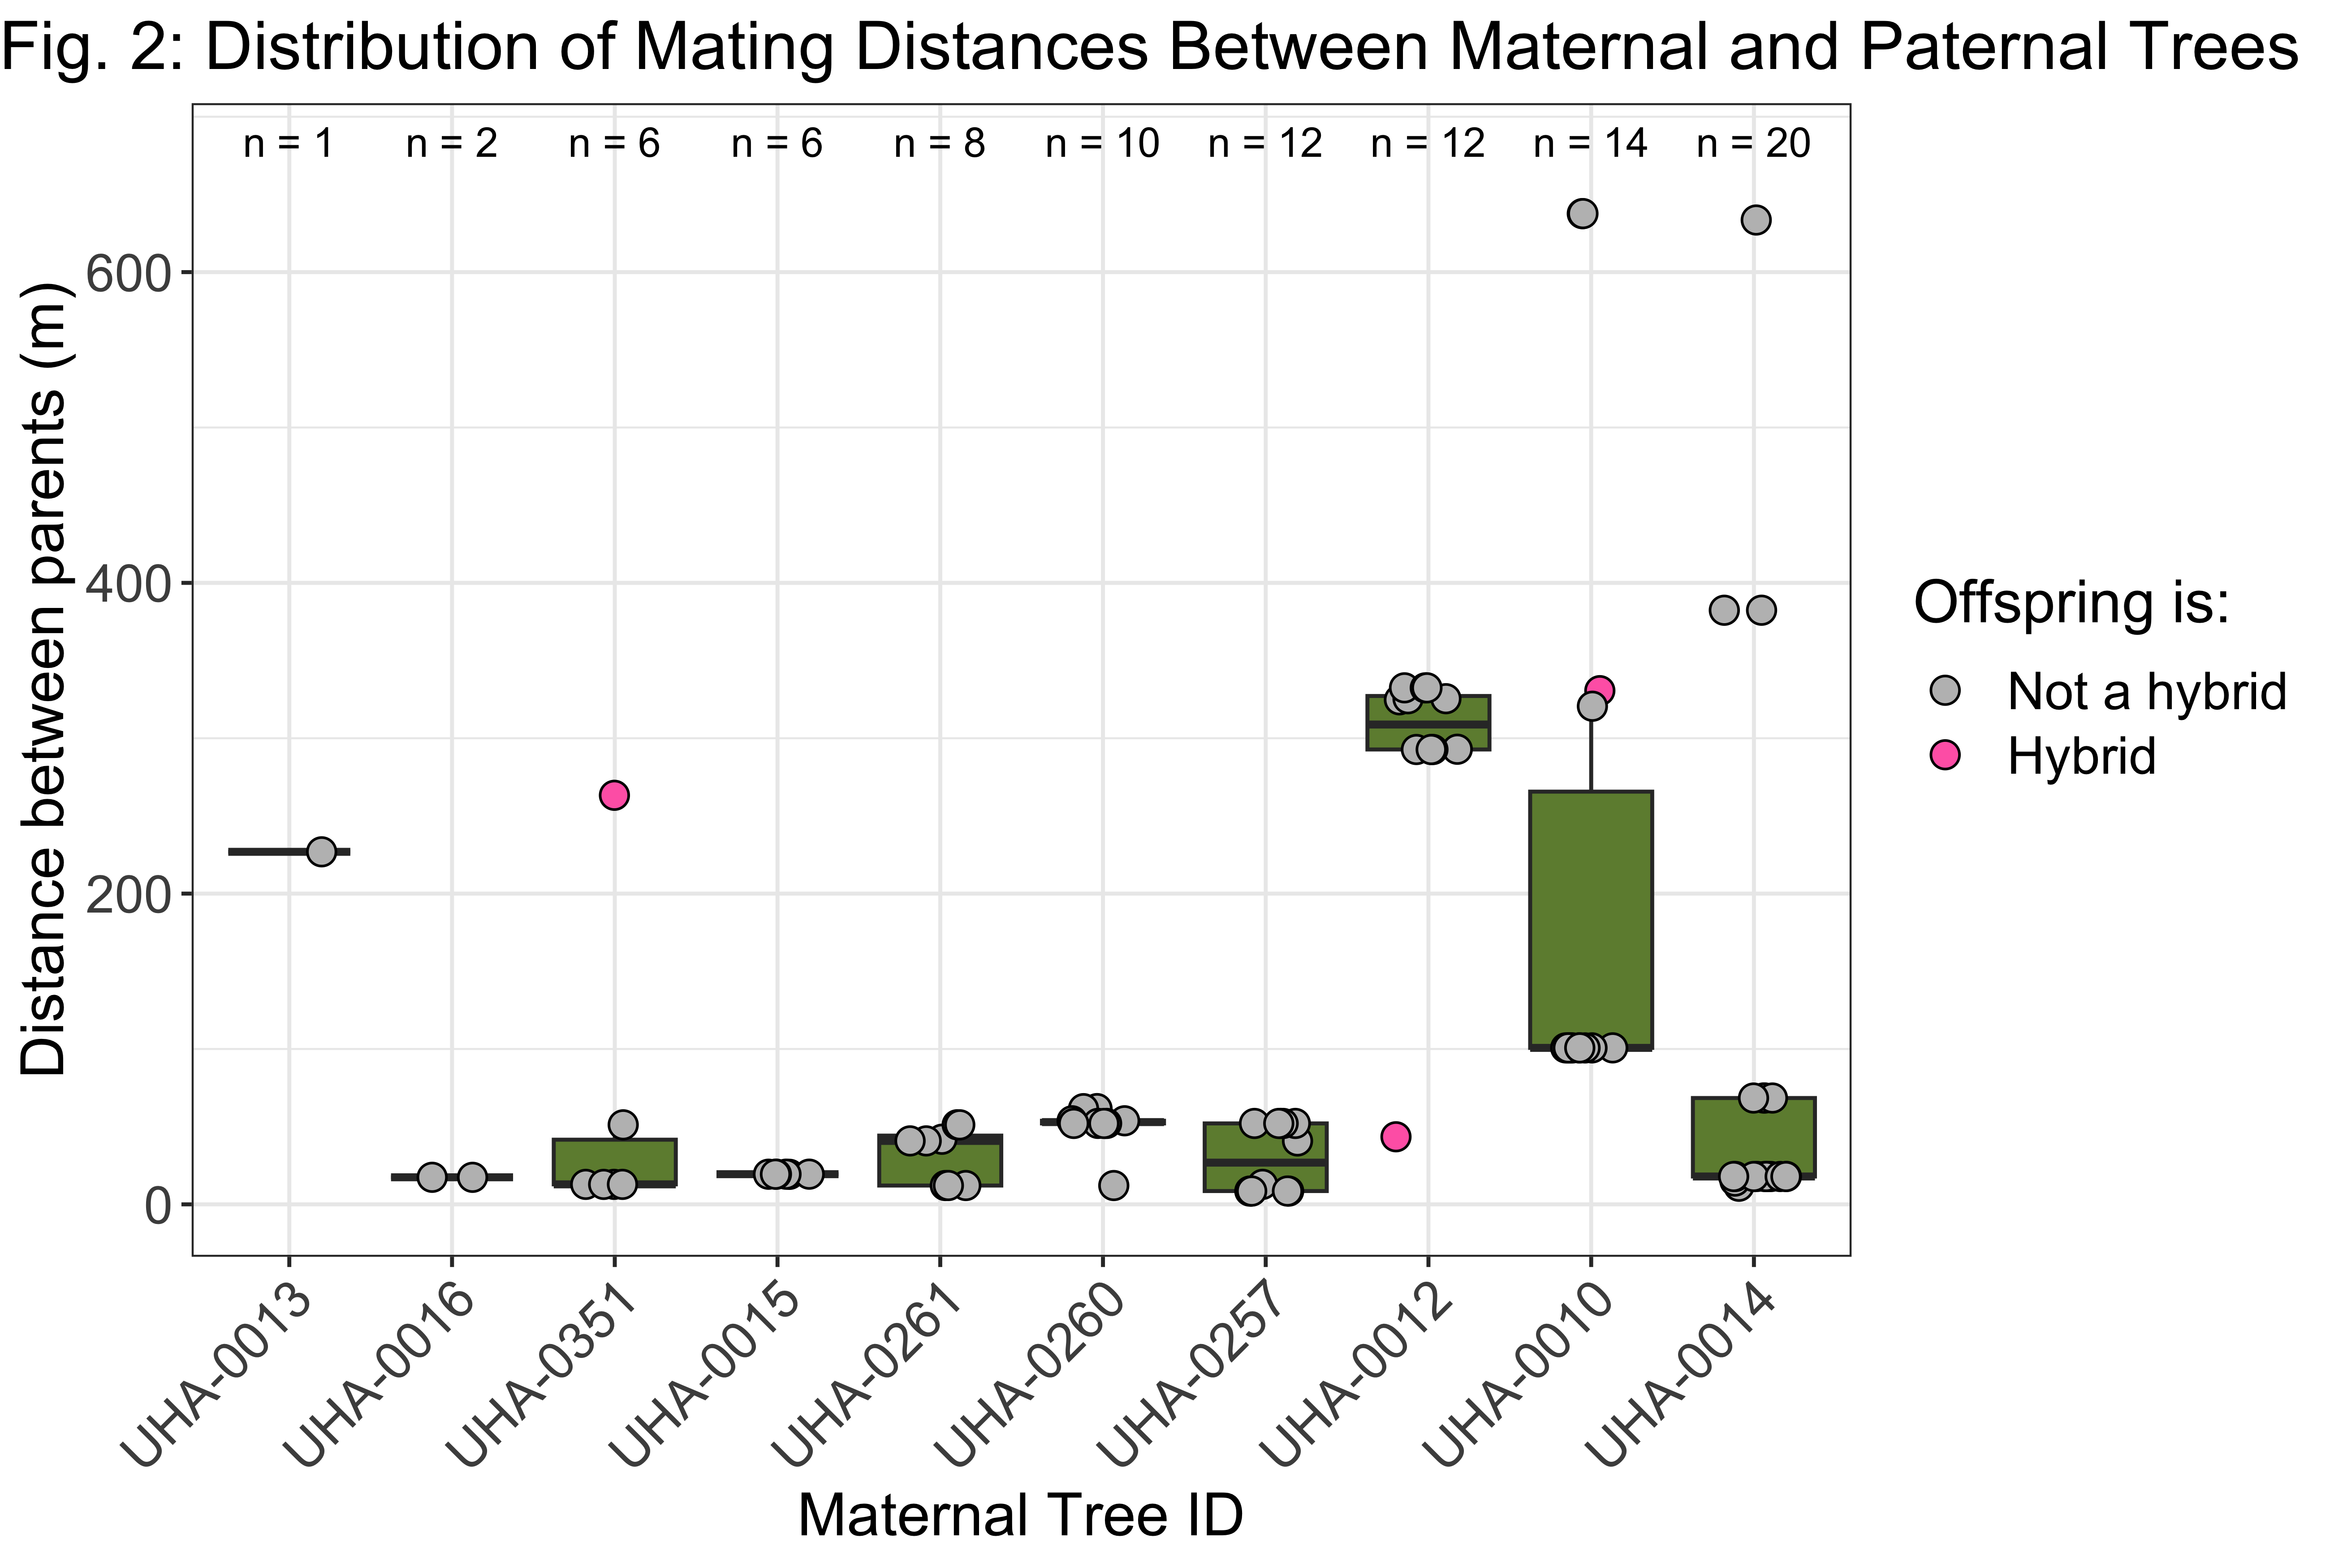 Fig. 2: Distribution of Mating Distances Between Maternal and Paternal Trees
n = 1
n = 2
n = 6
n = 6
n = 8
n = 10
n = 12
n = 12
n = 14
n = 20
Distance between parents (m)
600
400
200
0
Offspring is:
Not a hybrid
Hybrid
UHA-0013
UHA-0016
UHA-0351
UHA-0015
UHA-0261
UHA-0260
UHA-0257
UHA-0012
UHA-0010
UHA-0014
Maternal Tree ID